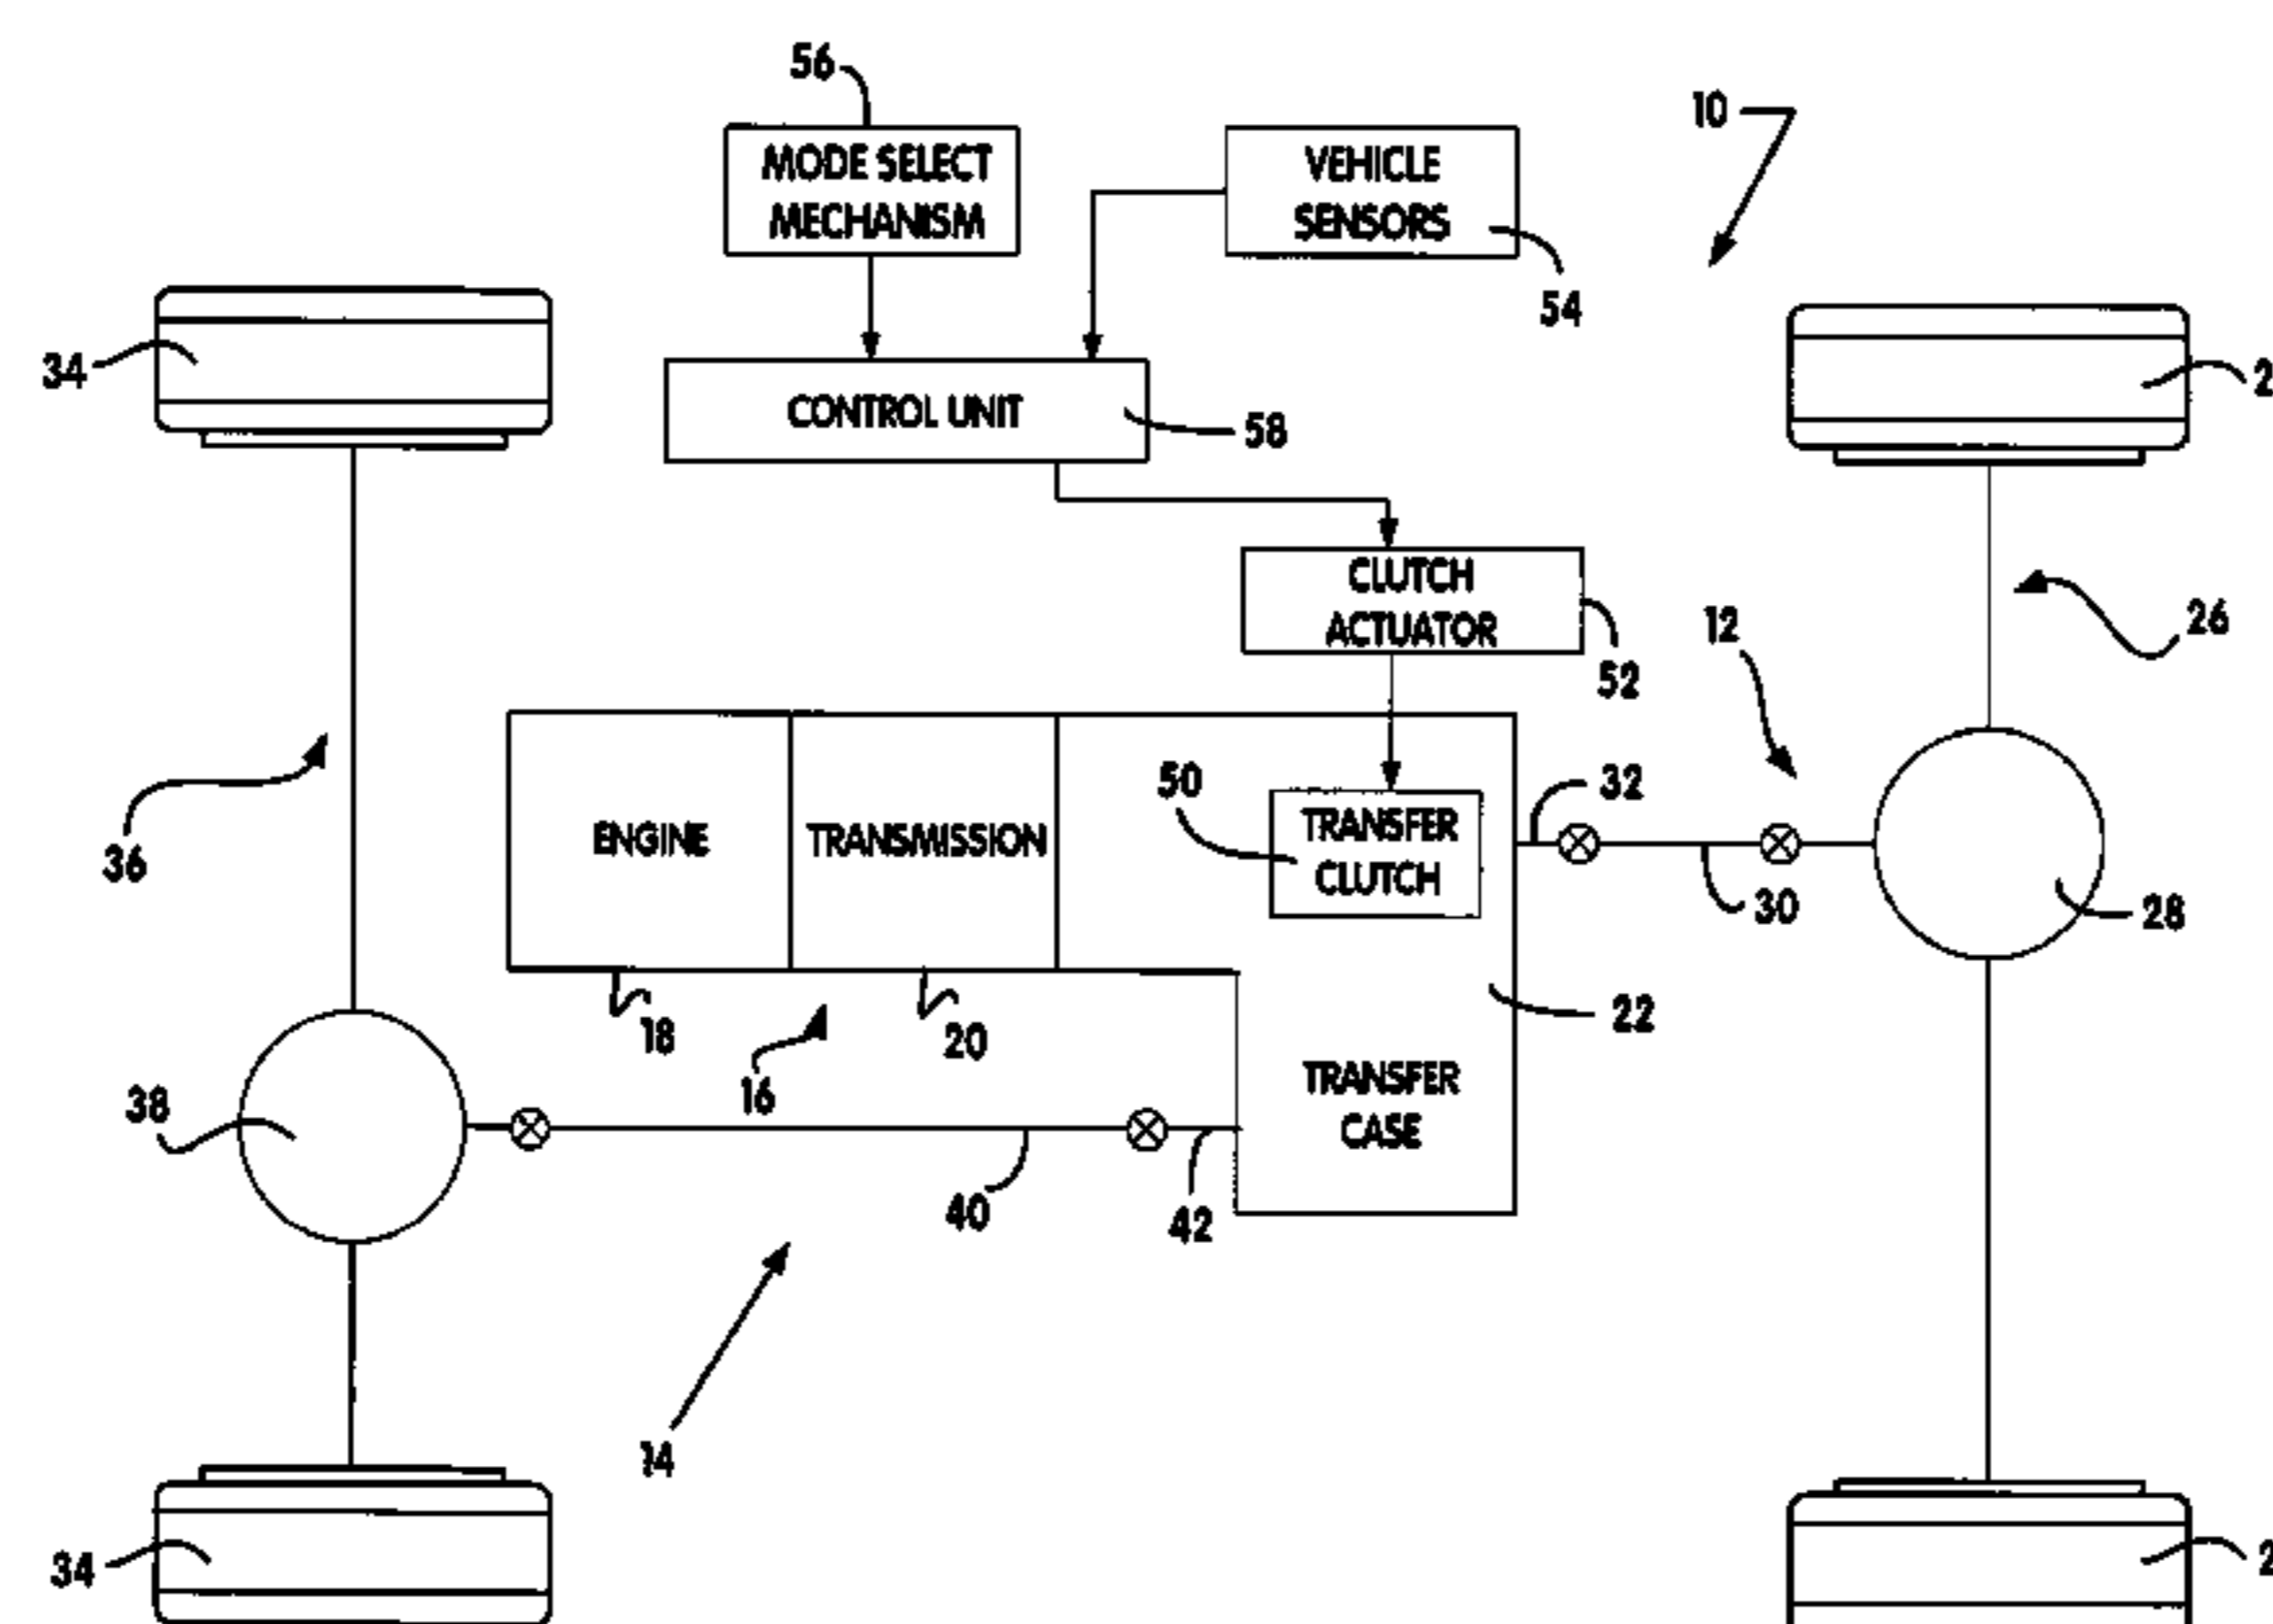 56
10
MODE SELECT
MECHANISM
VEHICLE
SENSORS
54
34
CONTROL UNIT
58
CLUTCH
ACTUATOR
52
12
26
36
ENGINE
TRANSMISSION
50
TRANSFER
CLUTCH
32
30
28
18
20
16
22
38
TRANSFER
CASE
40
42
14
34